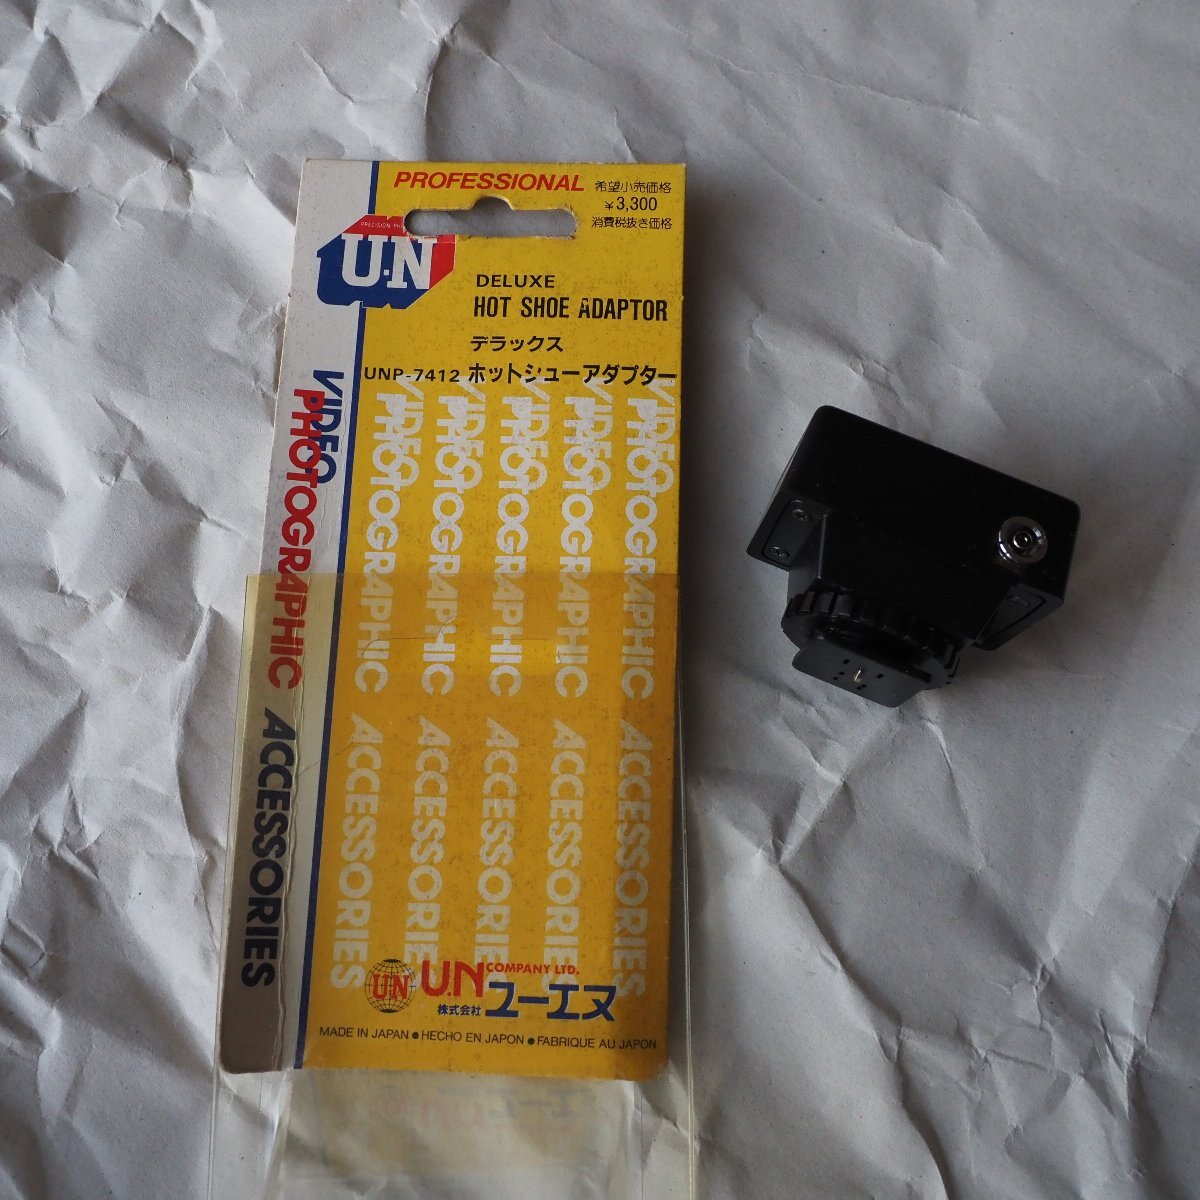 PROFESSIONAL
希望小売価格
¥3,300
消費税抜き価格
PRECISION
U.N
DELUXE
HOT SHOE ADAPTOR
デラックス
UNP-7412 ホットシューアダプター
VIDEO
PHOTOGRAPHIC ACCESSORIES
VIDEO
PHOTOGRAPHIC ACCESSORIES
VIDEO
PHOTOGRAPHIC ACCESSORIES
VIDEO
PHOTOGRAPHIC ACCESSORIES
VIDEO
PHOTOGRAPHIC ACCESSORIES
VIDEO
PHOTOGRAPHIC ACCESSORIES
U.N
U.N COMPANY LTD.
株式会社 ユーエヌ
MADE IN JAPAN ● HECHO EN JAPON ● FABRIQUE AU JAPON